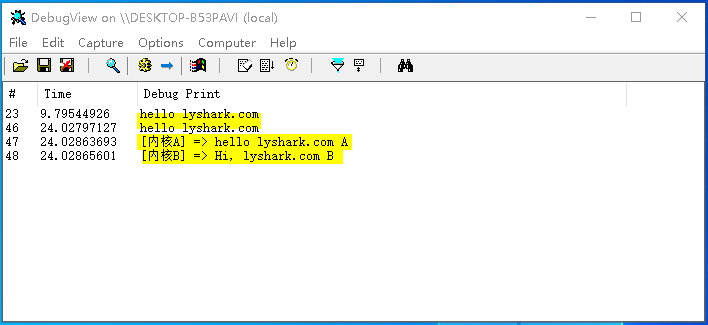 DebugView on \\DESKTOP-B53PAVI (local)
File Edit Capture Options Computer Help
# Time Debug Print
23 9.79544926 hello lyshark.com
46 24.02797127 hello lyshark.com
47 24.02863693 [内核A] => hello lyshark.com A
48 24.02865601 [内核B] => Hi, lyshark.com B